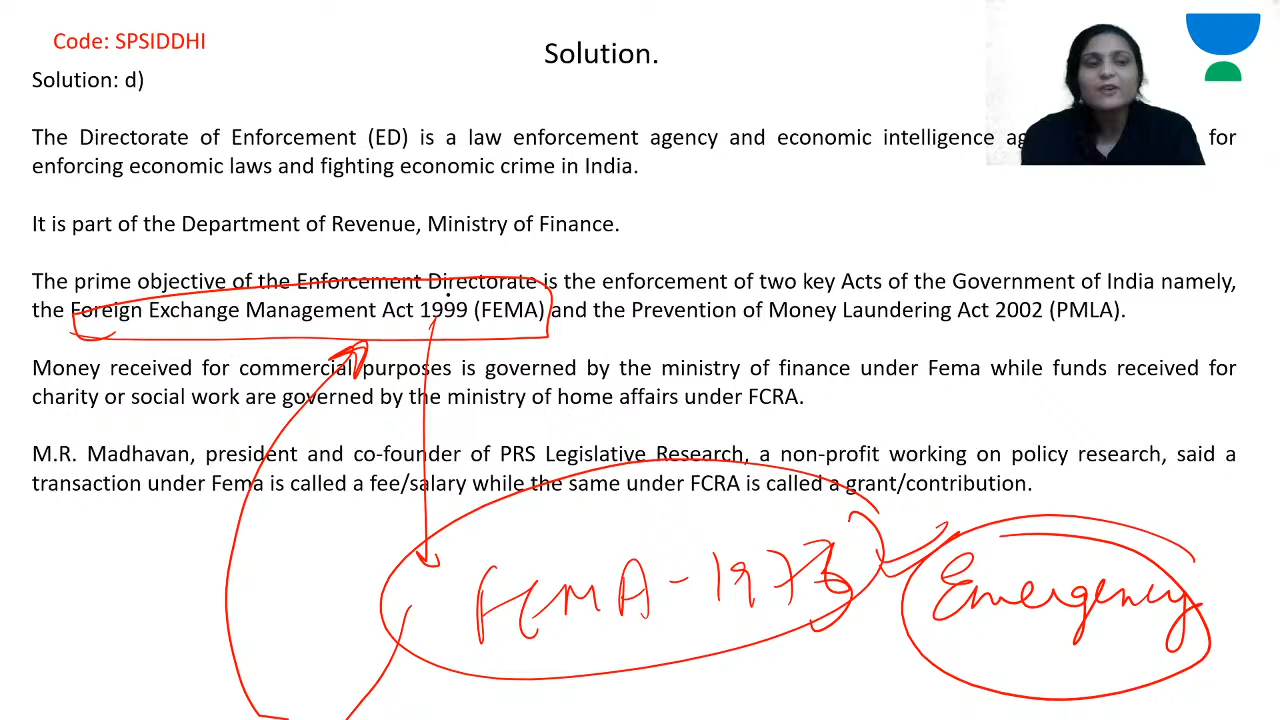 Code: SPSIDDHI
Solution.
Solution: d)
The Directorate of Enforcement (ED) is a law enforcement agency and economic intelligence for
enforcing economic laws and fighting economic crime in India.
It is part of the Department of Revenue, Ministry of Finance.
The prime objective of the Enforcement Directorate is the enforcement of two key Acts of the Government of India namely,
the Foreign Exchange Management Act 1999 (FEMA) and the Prevention of Money Laundering Act 2002 (PMLA).
Money received for commercial purposes is governed by the ministry of finance under Fema while funds received for
charity or social work are governed by the ministry of home affairs under FCRA.
M.R. Madhavan, president and co-founder of PRS Legislative Research, a non-profit working on policy research, said a
transaction under Fema is called a fee/salary while the same under FCRA is called a grant/contribution.
FEMA - 1973
Emergency